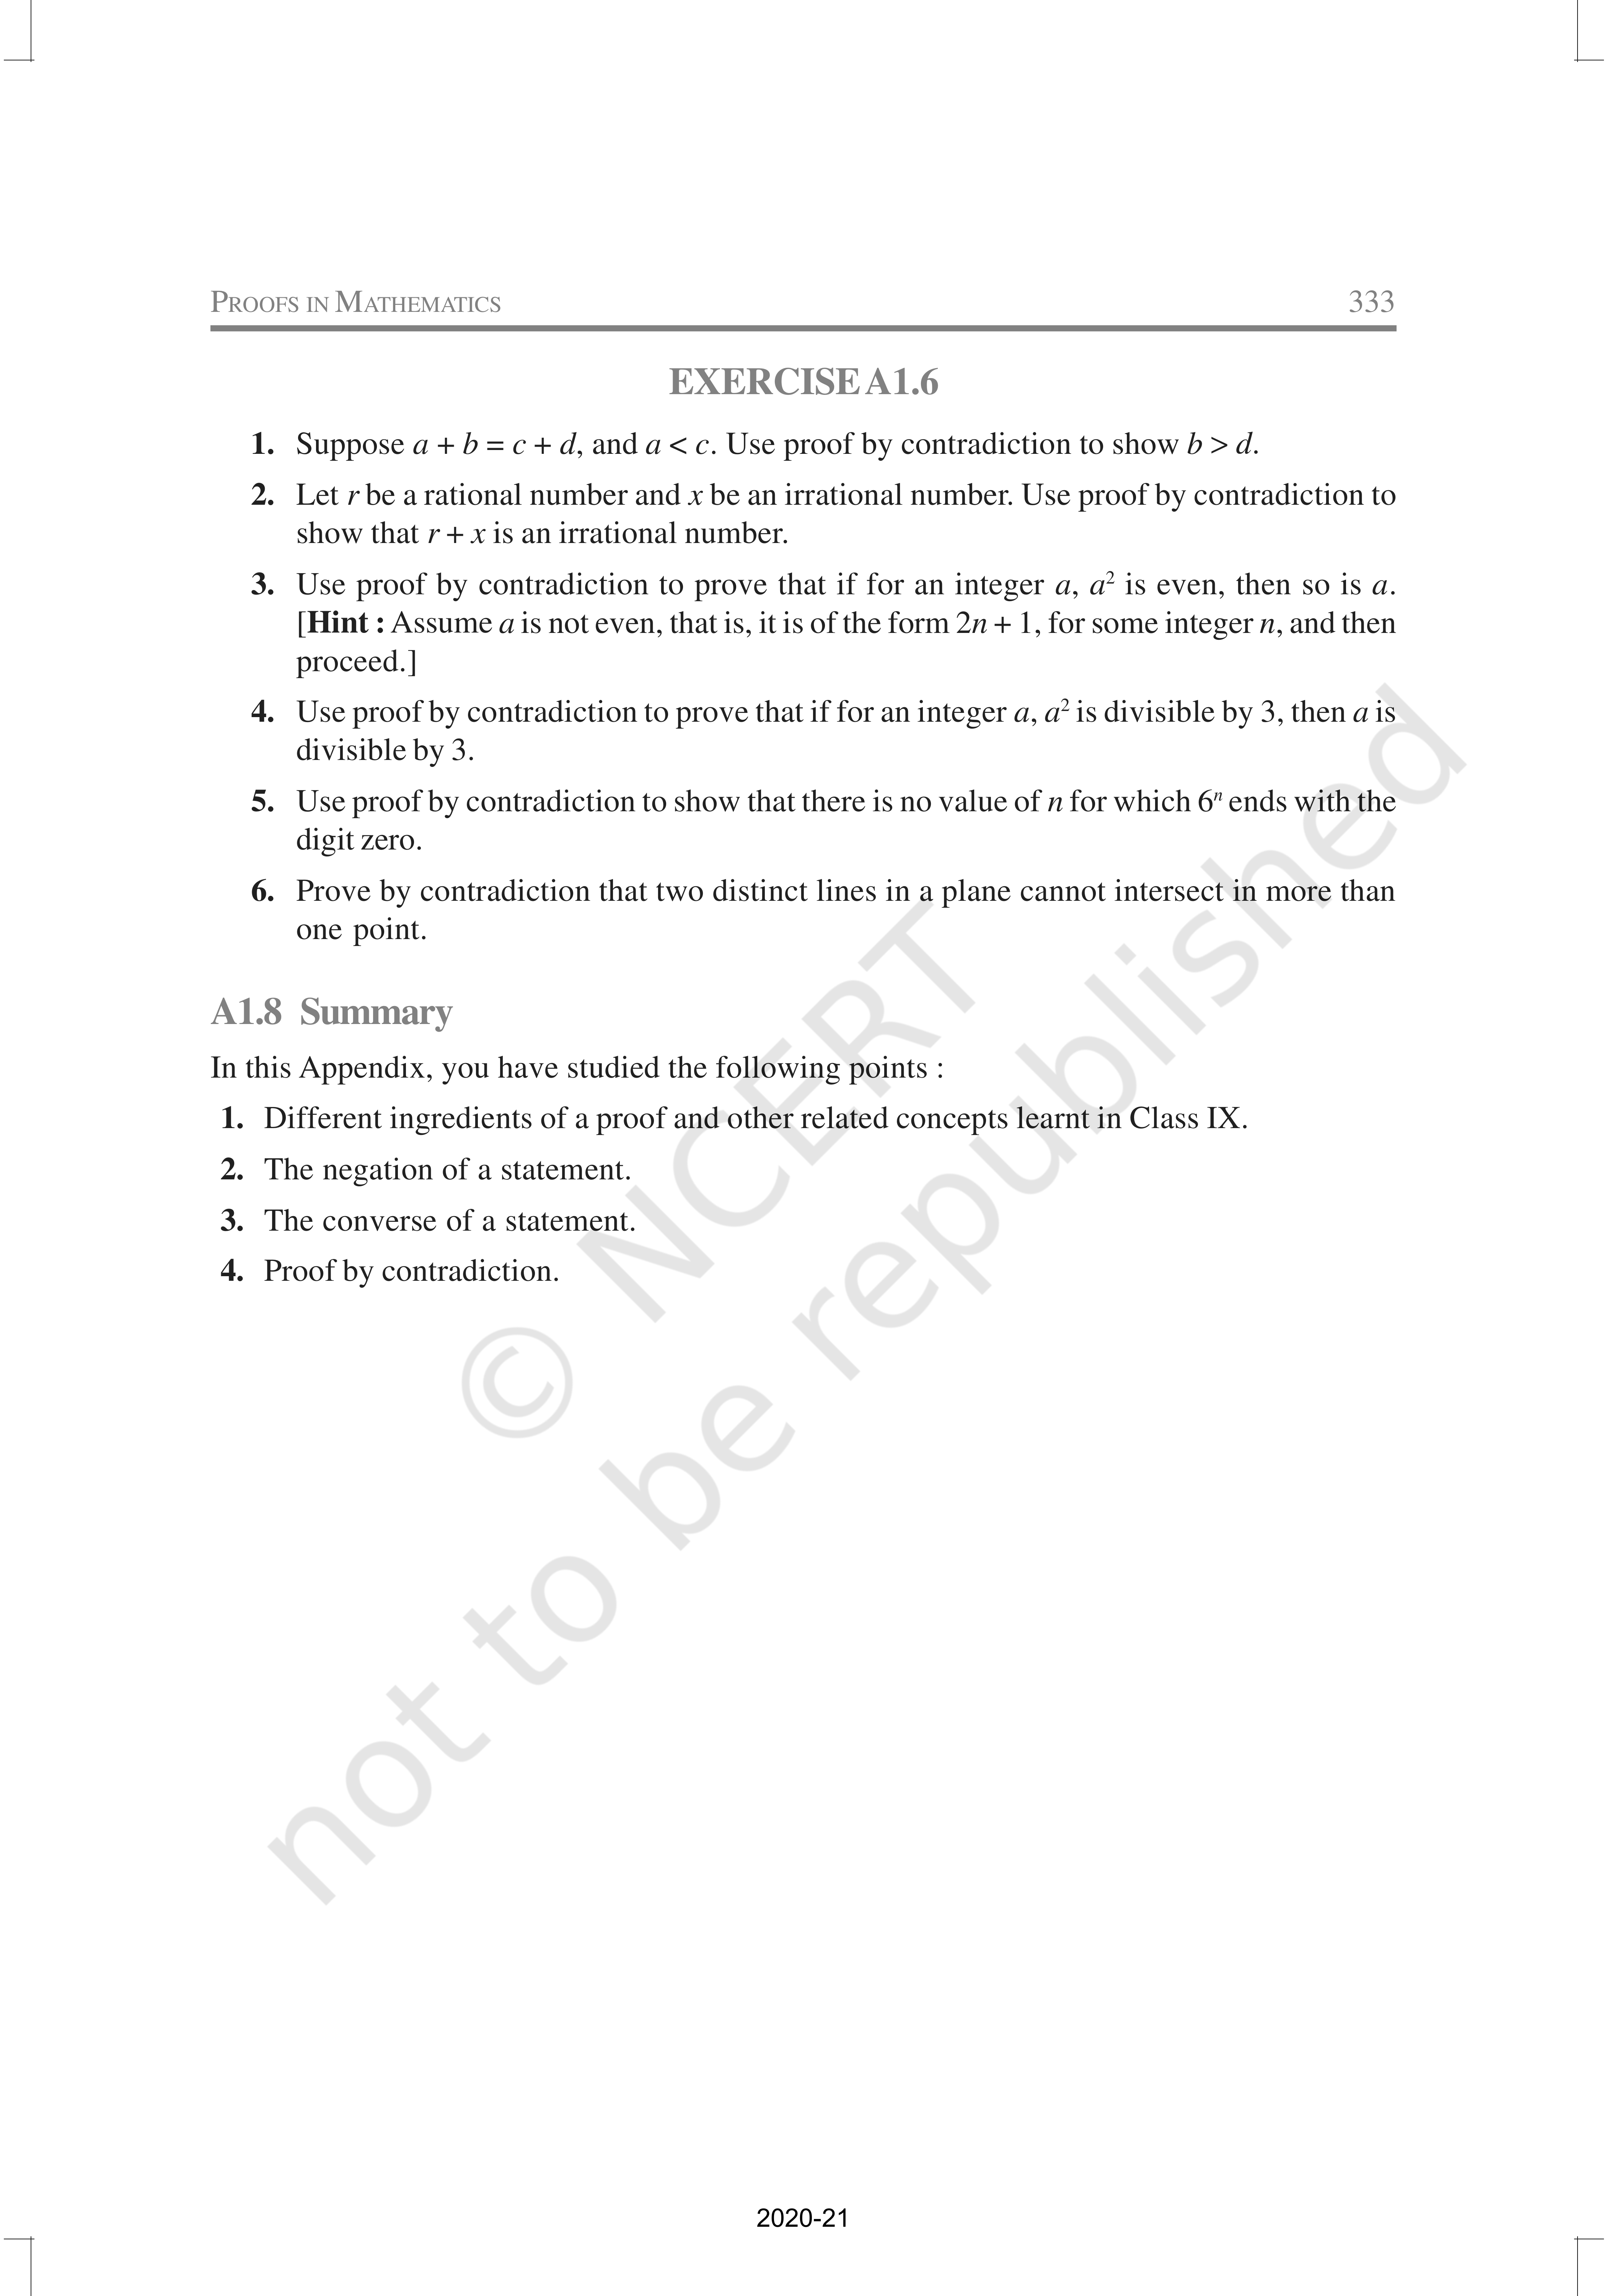 PROOFS IN MATHEMATICS 333
EXERCISE A1.6
1. Suppose a + b = c + d, and a < c. Use proof by contradiction to show b > d.
2. Let r be a rational number and x be an irrational number. Use proof by contradiction to
show that r + x is an irrational number.
3. Use proof by contradiction to prove that if for an integer a, a² is even, then so is a.
[Hint : Assume a is not even, that is, it is of the form 2n + 1, for some integer n, and then
proceed.]
4. Use proof by contradiction to prove that if for an integer a, a² is divisible by 3, then a is
divisible by 3.
5. Use proof by contradiction to show that there is no value of n for which 6ⁿ ends with the
digit zero.
6. Prove by contradiction that two distinct lines in a plane cannot intersect in more than
one point.
A1.8 Summary
In this Appendix, you have studied the following points :
1. Different ingredients of a proof and other related concepts learnt in Class IX.
2. The negation of a statement.
3. The converse of a statement.
4. Proof by contradiction.
© NCERT
not to be republished
2020-21